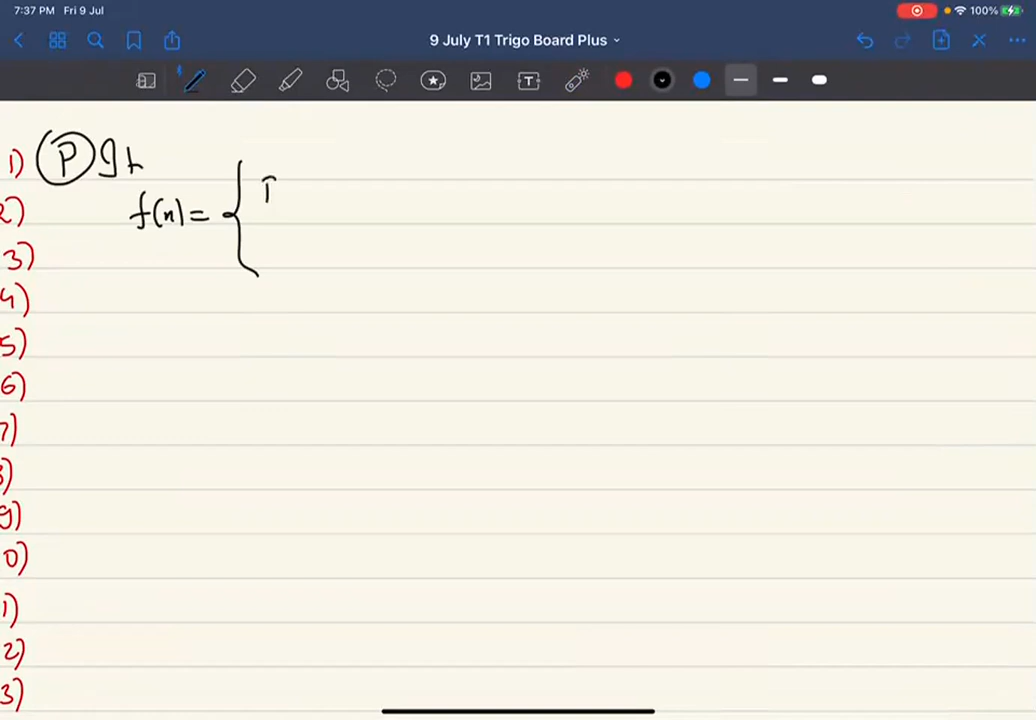 7:37 PM Fri 9 Jul
100%
9 July T1 Trigo Board Plus
T
1) P
2)
f(n) = {
3)
4)
5)
6)
7)
8)
9)
0)
1)
2)
3)